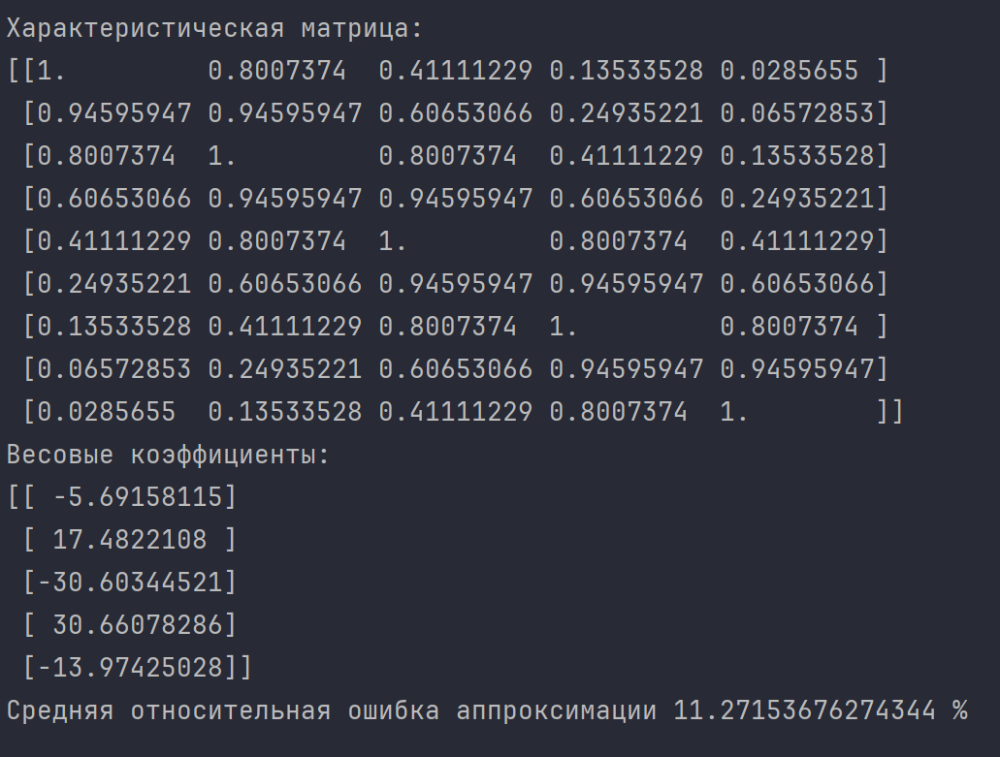 Характеристическая матрица:
[[1.         0.8007374  0.41111229 0.13533528 0.0285655 ]
 [0.94595947 0.94595947 0.60653066 0.24935221 0.06572853]
 [0.8007374  1.         0.8007374  0.41111229 0.13533528]
 [0.60653066 0.94595947 0.94595947 0.60653066 0.24935221]
 [0.41111229 0.8007374  1.         0.8007374  0.41111229]
 [0.24935221 0.60653066 0.94595947 0.94595947 0.60653066]
 [0.13533528 0.41111229 0.8007374  1.         0.8007374 ]
 [0.06572853 0.24935221 0.60653066 0.94595947 0.94595947]
 [0.0285655  0.13533528 0.41111229 0.8007374  1.        ]]
Весовые коэффициенты:
[[ -5.69158115]
 [ 17.4822108 ]
 [-30.60344521]
 [ 30.66078286]
 [-13.97425028]]
Средняя относительная ошибка аппроксимации 11.27153676274344 %